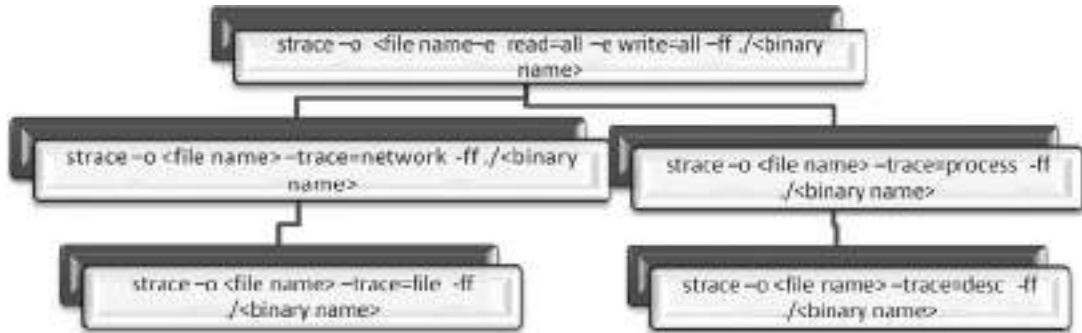 strace –o <file name–e read=all –e write=all –ff ./<binary
name>
strace –o <file name> –trace=network -ff ./<binary
name>
strace –o <file name> –trace=process -ff
./<binary name>
strace –o <file name> –trace=file -ff
./<binary name>
strace –o <file name> –trace=desc -ff
./<binary name>